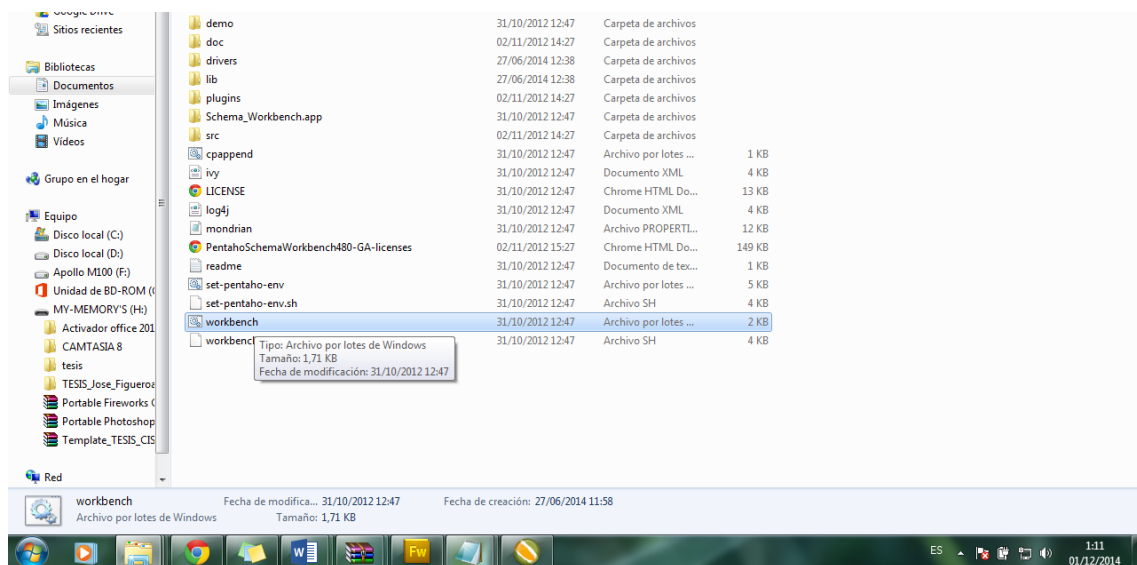 Google Drive
Sitios recientes
Bibliotecas
Documentos
Imágenes
Música
Vídeos
Grupo en el hogar
Equipo
Disco local (C:)
Disco local (D:)
Apollo M100 (F:)
Unidad de BD-ROM (
MY-MEMORY'S (H:)
Activador office 201
CAMTASIA 8
tesis
TESIS_Jose_Figueroa
Portable Fireworks
Portable Photoshop
Template_TESIS_CIS
Red
demo 31/10/2012 12:47 Carpeta de archivos
doc 02/11/2012 14:27 Carpeta de archivos
drivers 27/06/2014 12:38 Carpeta de archivos
lib 27/06/2014 12:38 Carpeta de archivos
plugins 02/11/2012 14:27 Carpeta de archivos
Schema_Workbench.app 31/10/2012 12:47 Carpeta de archivos
src 02/11/2012 14:27 Carpeta de archivos
cpappend 31/10/2012 12:47 Archivo por lotes ... 1 KB
ivy 31/10/2012 12:47 Documento XML 4 KB
LICENSE 31/10/2012 12:47 Chrome HTML Do... 13 KB
log4j 31/10/2012 12:47 Documento XML 4 KB
mondrian 31/10/2012 12:47 Archivo PROPERTI... 12 KB
PentahoSchemaWorkbench480-GA-licenses 02/11/2012 15:27 Chrome HTML Do... 149 KB
readme 31/10/2012 12:47 Documento de tex... 1 KB
set-pentaho-env 31/10/2012 12:47 Archivo por lotes ... 5 KB
set-pentaho-env.sh 31/10/2012 12:47 Archivo SH 4 KB
workbench 31/10/2012 12:47 Archivo por lotes ... 2 KB
workbenc 31/10/2012 12:47 Archivo SH 4 KB
Tipo: Archivo por lotes de Windows
Tamaño: 1,71 KB
Fecha de modificación: 31/10/2012 12:47
workbench Fecha de modifica... 31/10/2012 12:47 Fecha de creación: 27/06/2014 11:58
Archivo por lotes de Windows Tamaño: 1,71 KB
W Fw ES 1:11
01/12/2014